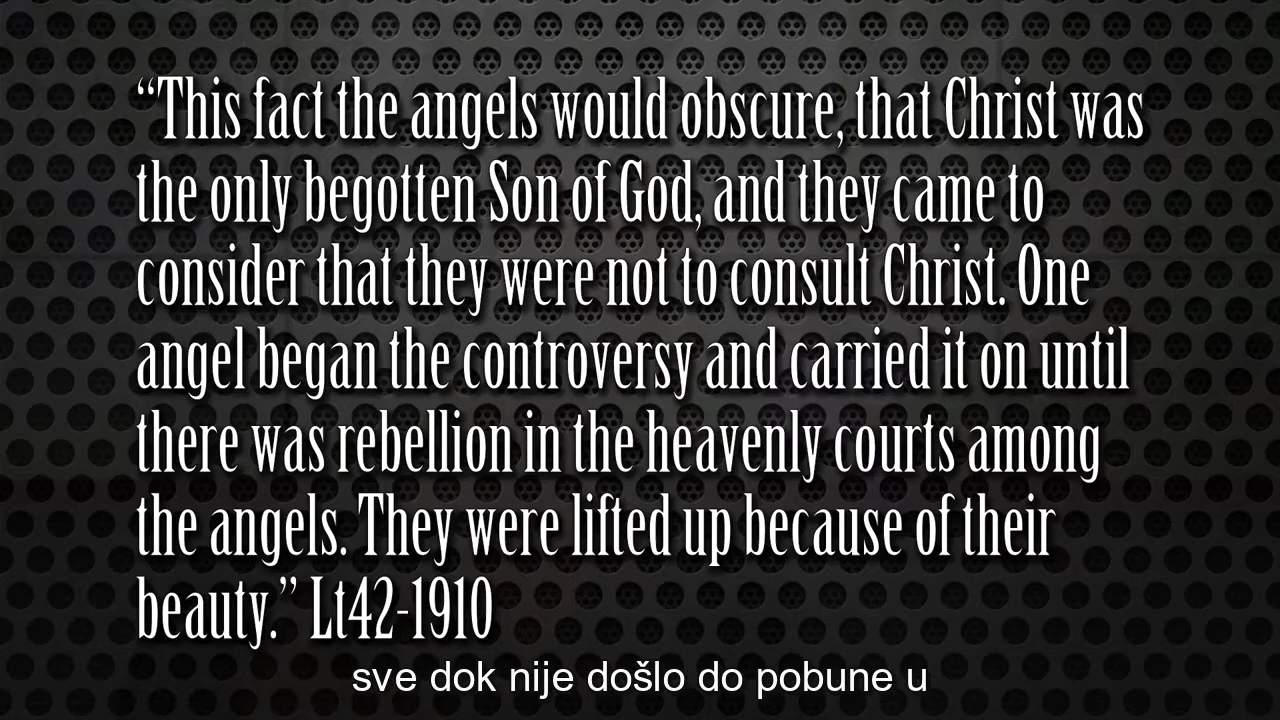 “This fact the angels would obscure, that Christ was
the only begotten Son of God, and they came to
consider that they were not to consult Christ. One
angel began the controversy and carried it on until
there was rebellion in the heavenly courts among
the angels. They were lifted up because of their
beauty.” Lt42-1910
sve dok nije došlo do pobune u